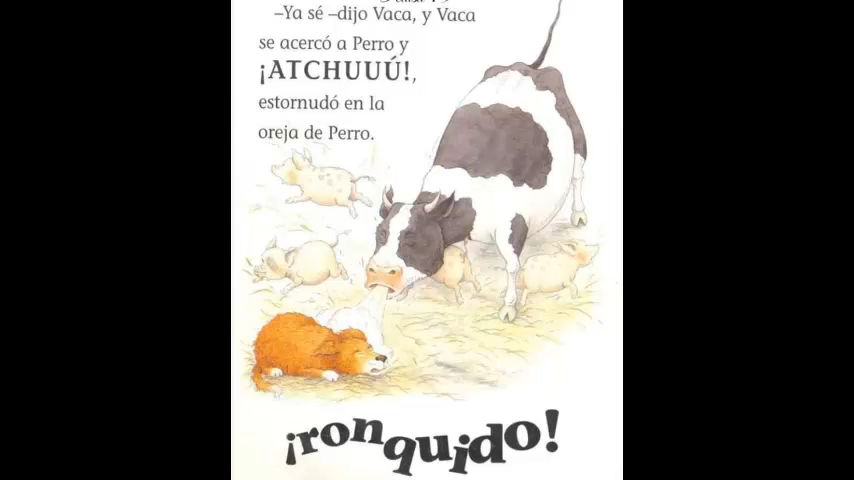 –Ya sé –dijo Vaca, y Vaca
se acercó a Perro y
¡ATCHUUÚ!,
estornudó en la
oreja de Perro.
¡ronquido!